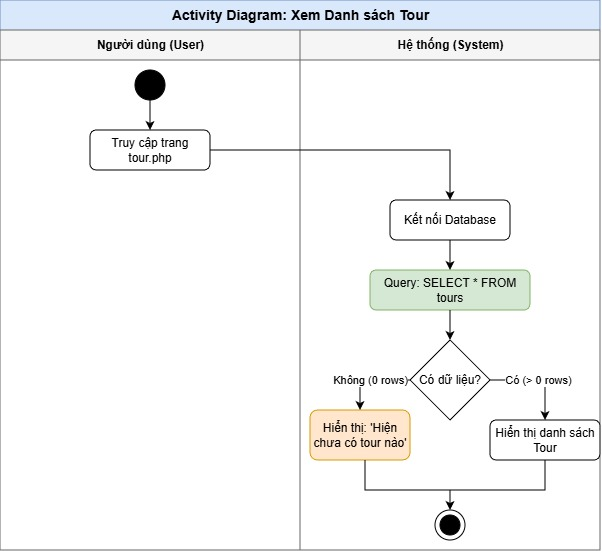 Activity Diagram: Xem Danh sách Tour
Người dùng (User)
Hệ thống (System)
Truy cập trang
tour.php
Kết nối Database
Query: SELECT * FROM
tours
Có dữ liệu?
Không (0 rows)
Có (> 0 rows)
Hiển thị: 'Hiện
chưa có tour nào'
Hiển thị danh sách
Tour